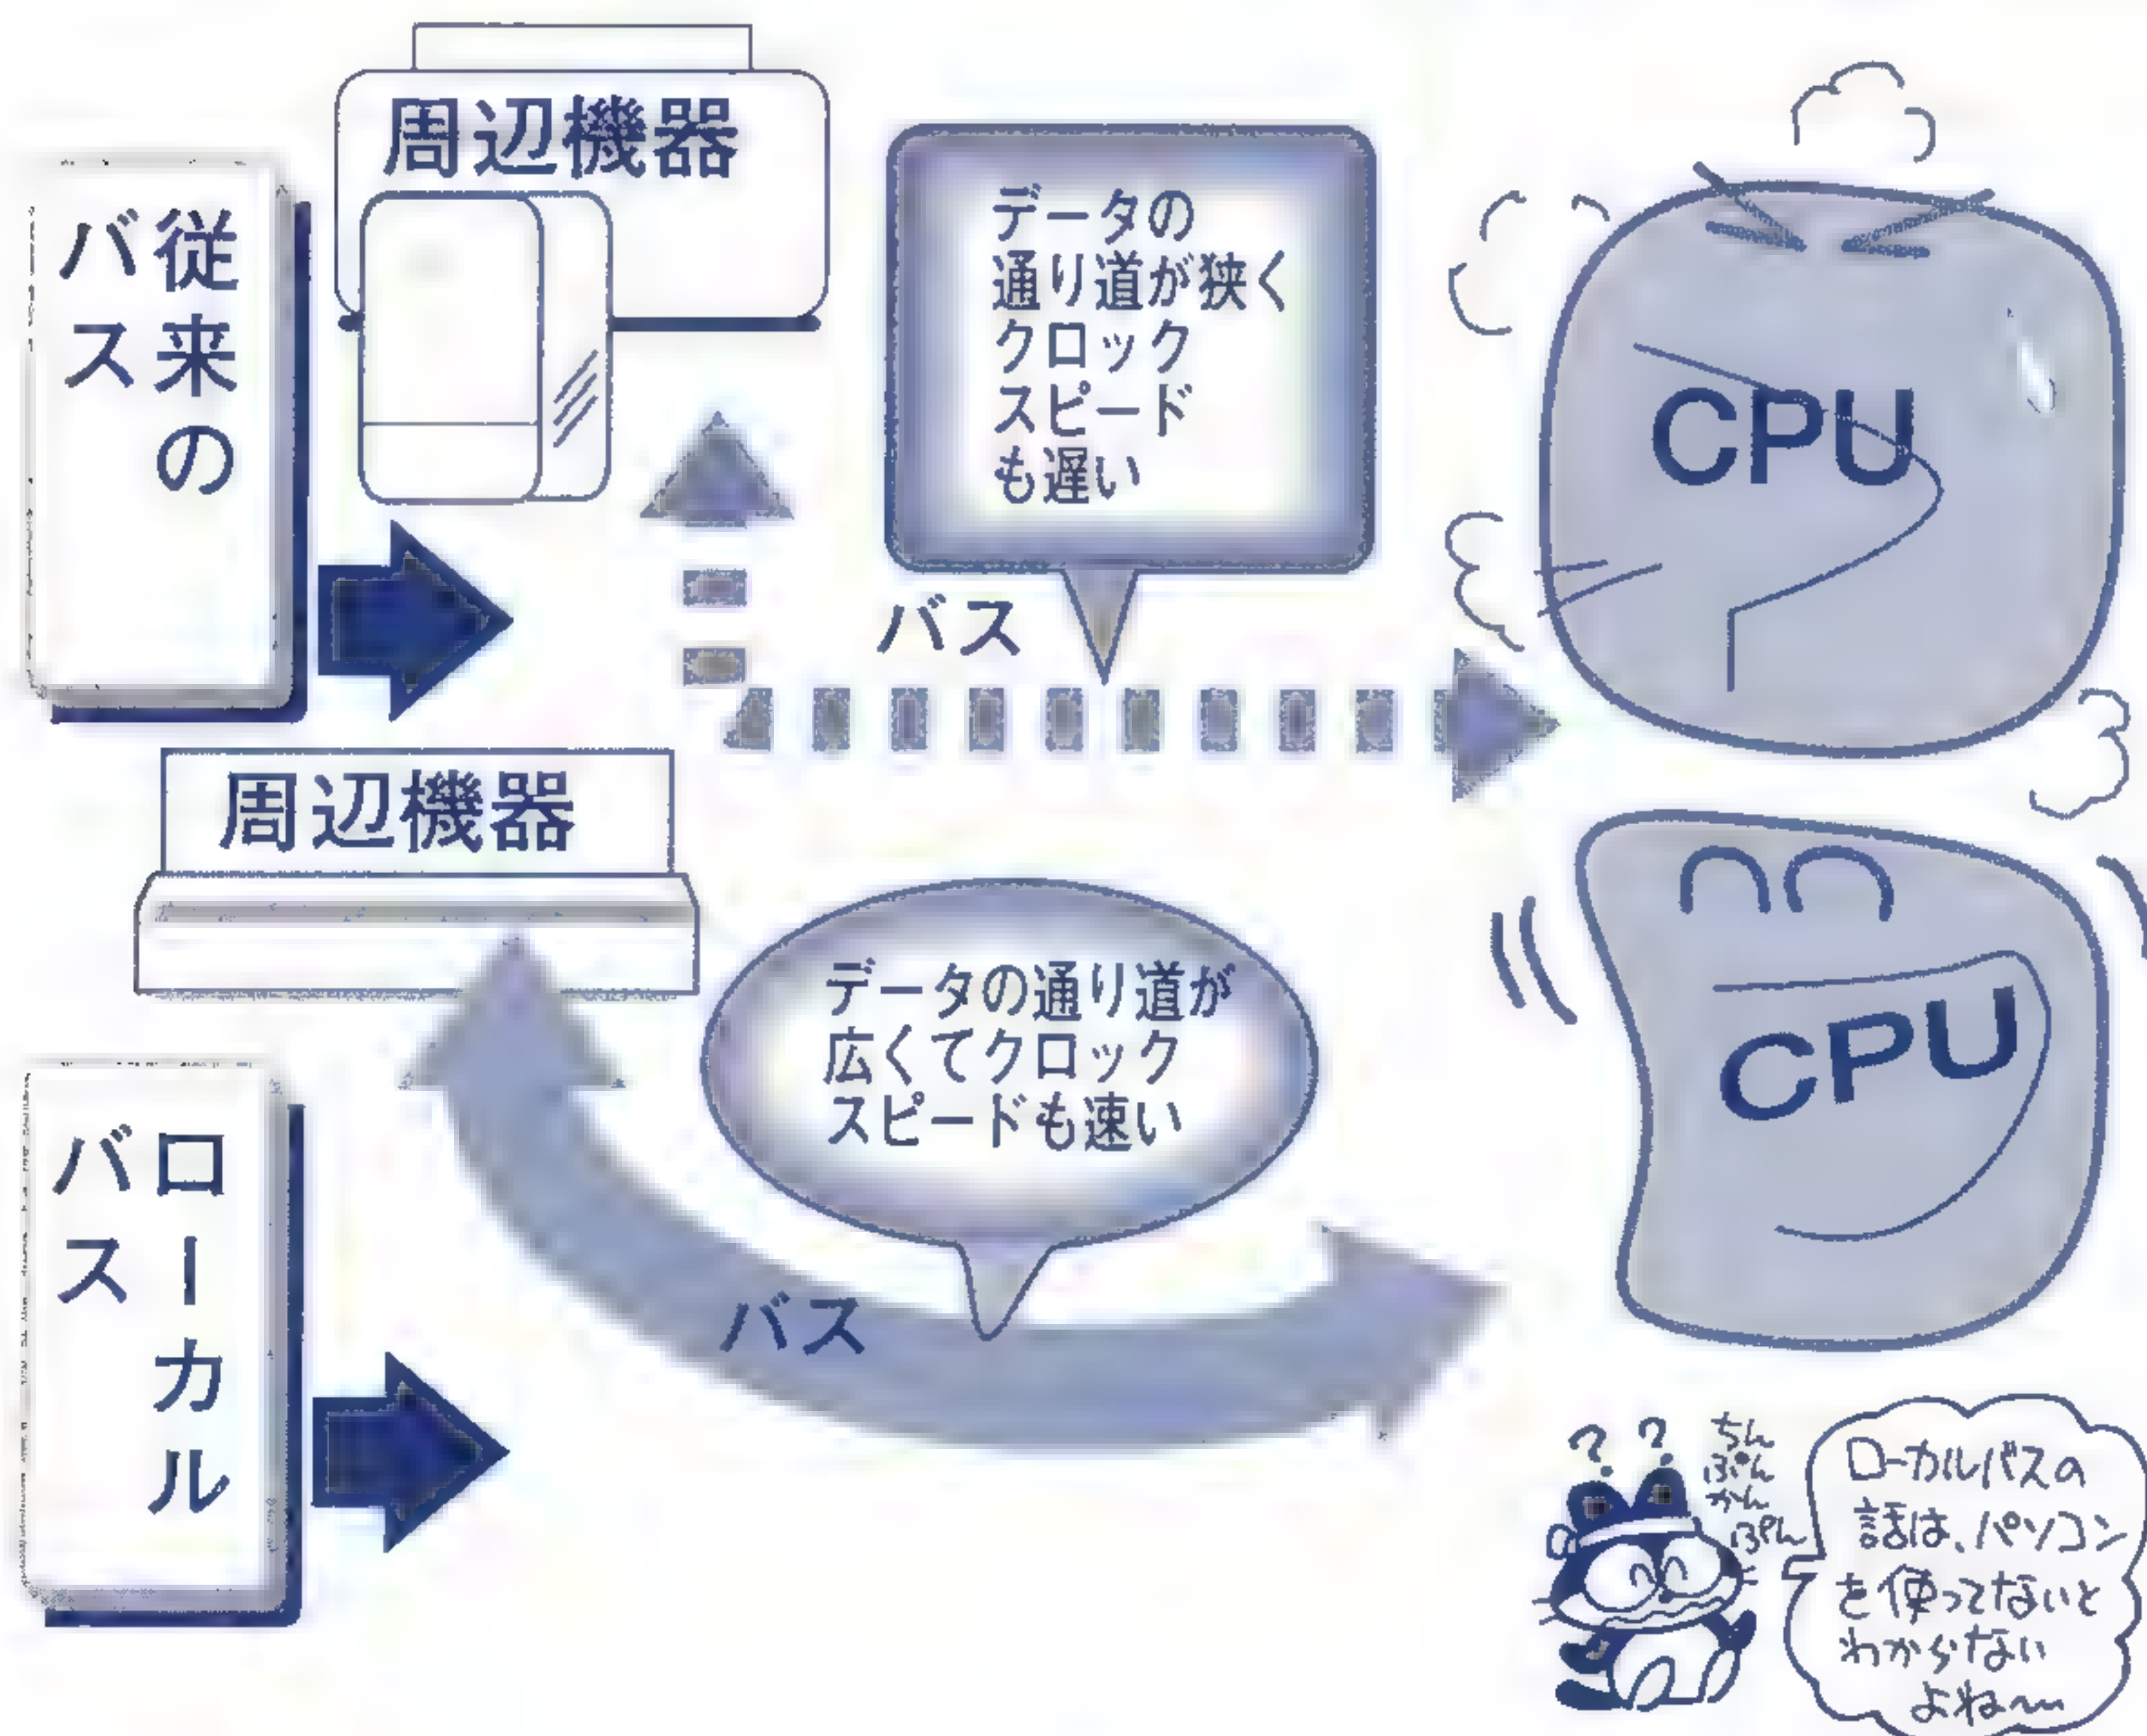 従来の
バス
周辺機器
データの
通り道が狭く
クロック
スピード
も遅い
バス
CPU
周辺機器
ローカル
バス
データの通り道が
広くてクロック
スピードも速い
バス
CPU
? ?
ちん
ぷん
かん
ぷん
ローカルバスの
話は、パソコン
を使ってないと
わからない
よね〜